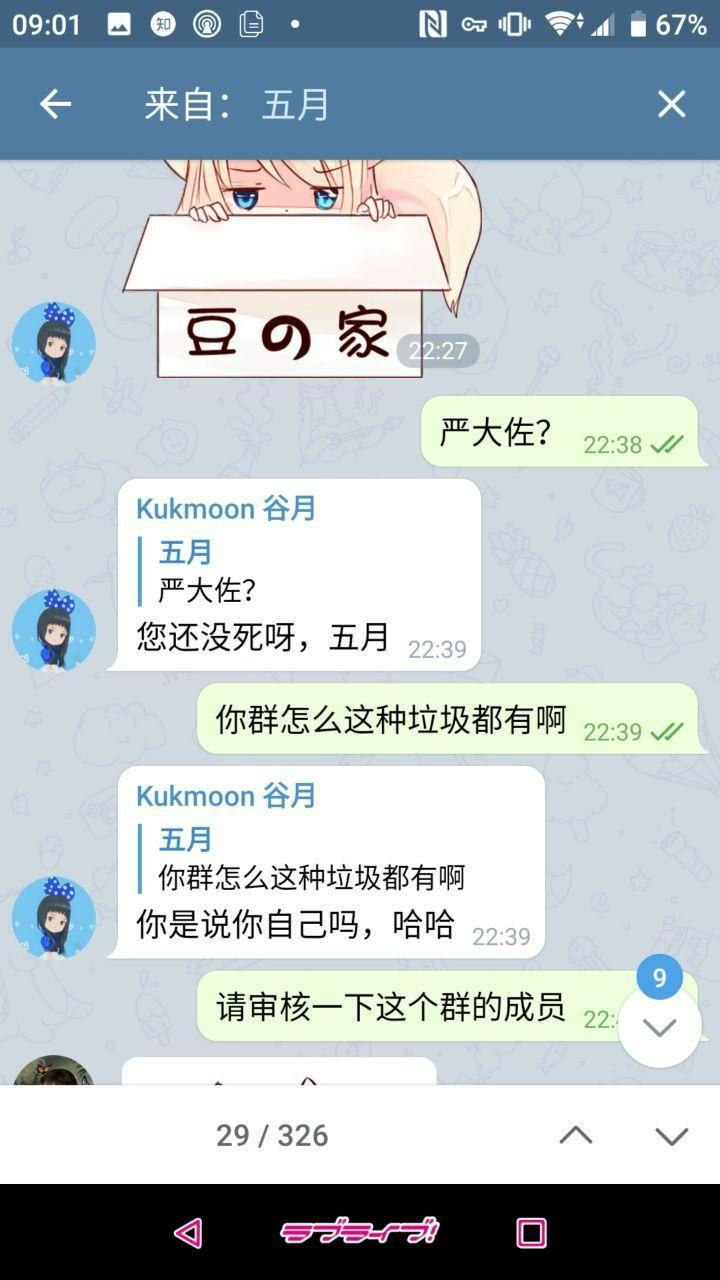 09:01
知
67%
来自： 五月
豆の家
22:27
严大佐？ 22:38
Kukmoon 谷月
五月
严大佐？
您还没死呀，五月 22:39
你群怎么这种垃圾都有啊 22:39
Kukmoon 谷月
五月
你群怎么这种垃圾都有啊
你是说你自己吗，哈哈 22:39
9
请审核一下这个群的成员 22:
29 / 326
ラブライブ!